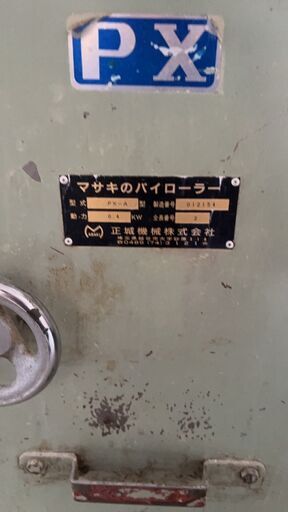 PX
マサキのパイローラー
型式 PX-A 型 製造番号 012154
動力 0.4 KW 全長番号 2
正城機械株式会社